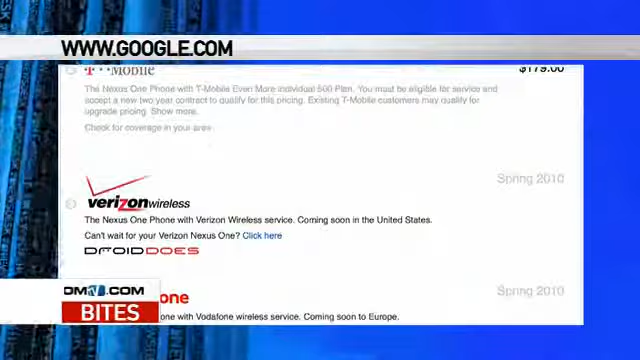 WWW.GOOGLE.COM
T-Mobile $179.00
The Nexus One Phone with T-Mobile Even More Individual 500 Plan. You must be eligible for service and
accept a new two year contract to qualify for this pricing. Existing T-Mobile customers may qualify for
upgrade pricing. Show more.
Check for coverage in your area
Spring 2010
verizonwireless
The Nexus One Phone with Verizon Wireless service. Coming soon in the United States.
Can't wait for your Verizon Nexus One? Click here
DROIDDOES
Spring 2010
one
one with Vodafone wireless service. Coming soon to Europe.
.COM
BITES